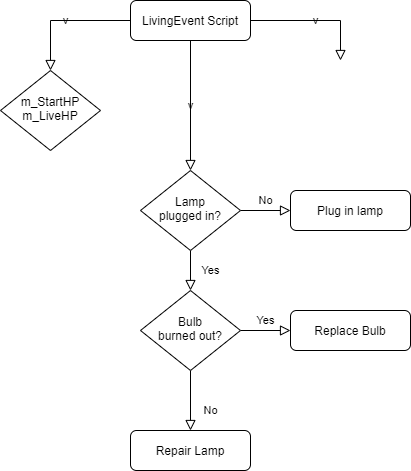 LivingEvent Script
v
v
m_StartHP
m_LiveHP
v
Lamp
plugged in?
No
Plug in lamp
Yes
Bulb
burned out?
Yes
Replace Bulb
No
Repair Lamp